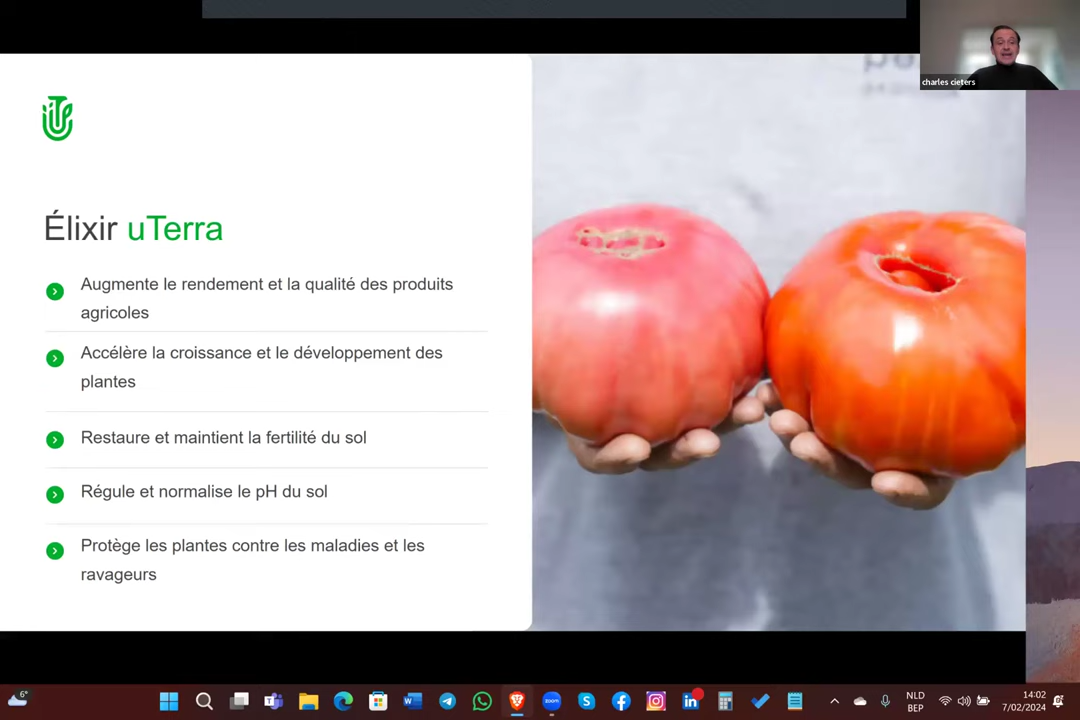 charles cieters
Élixir uTerra
Augmente le rendement et la qualité des produits
agricoles
Accélère la croissance et le développement des
plantes
Restaure et maintient la fertilité du sol
Régule et normalise le pH du sol
Protège les plantes contre les maladies et les
ravageurs
6°
zoom
NLD
BEP
14:02
7/02/2024